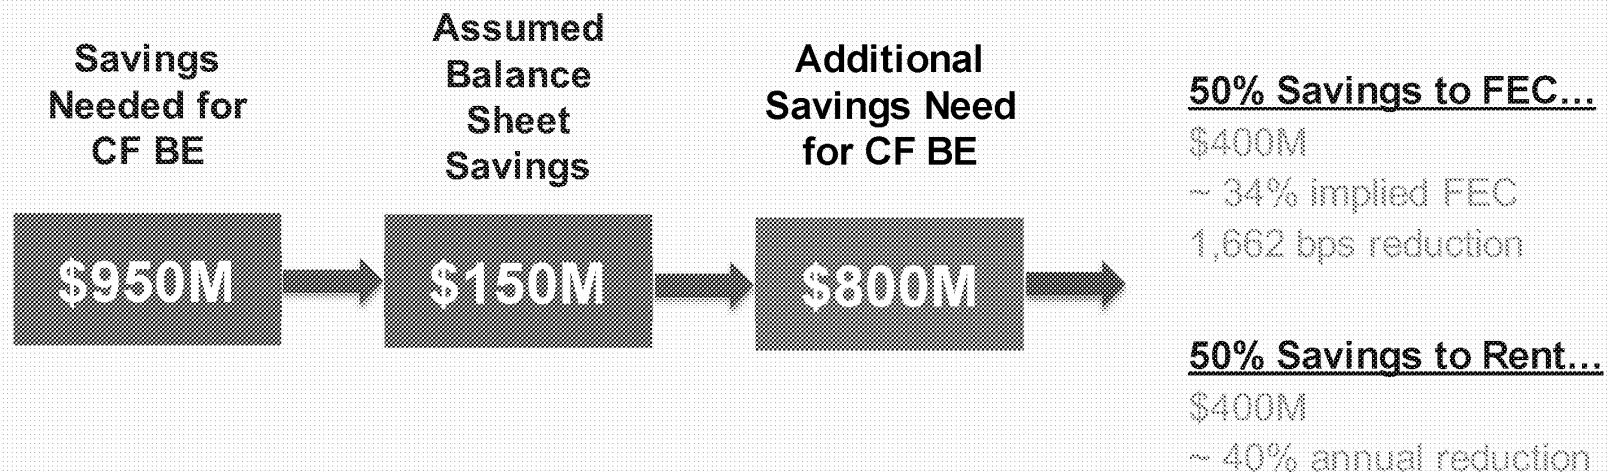 Savings
Needed for
CF BE
$950M
Assumed
Balance
Sheet
Savings
$150M
Additional
Savings Need
for CF BE
$800M
50% Savings to FEC...
$400M
~ 34% implied FEC
1,662 bps reduction
50% Savings to Rent...
$400M
~ 40% annual reduction